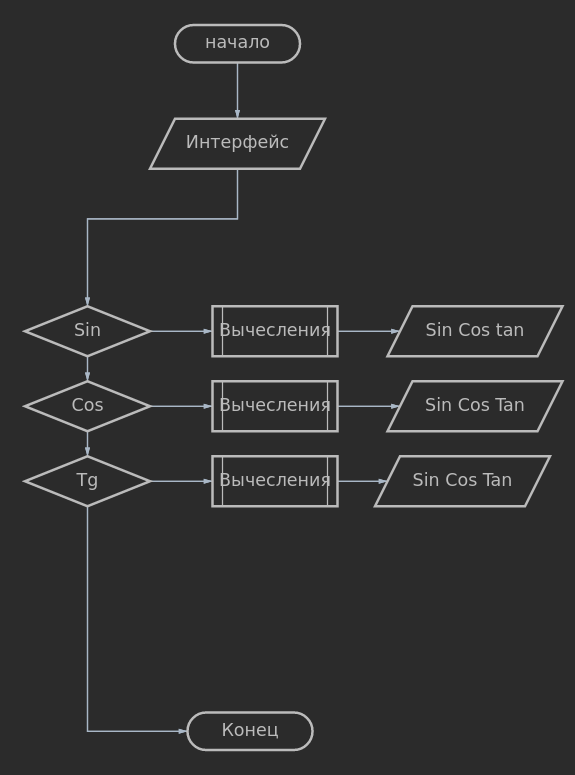 начало
Интерфейс
Sin
Вычесления
Sin Cos tan
Cos
Вычесления
Sin Cos Tan
Tg
Вычесления
Sin Cos Tan
Конец